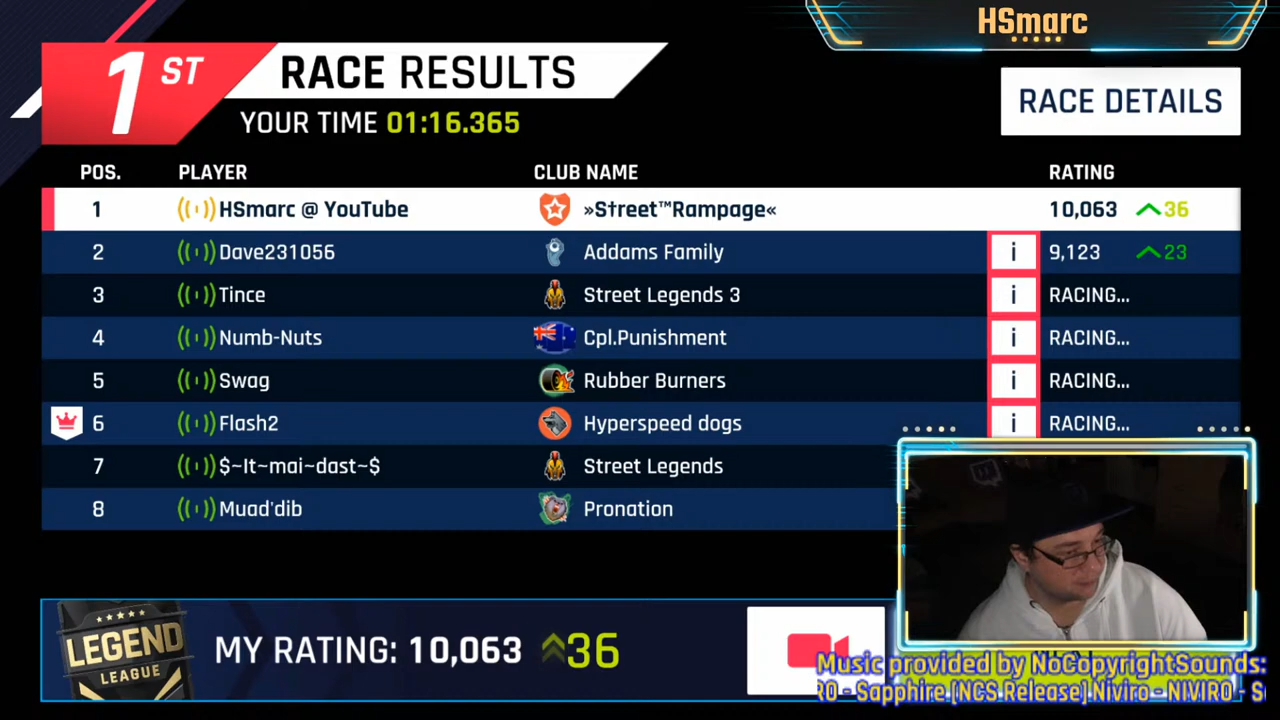 HSmarc
1ST
RACE RESULTS
YOUR TIME 01:16.365
RACE DETAILS
POS. PLAYER CLUB NAME RATING
1 HSmarc @ YouTube »S†reet™Rampage« 10,063 36
2 Dave231056 Addams Family i 9,123 23
3 Tince Street Legends 3 i RACING...
4 Numb-Nuts Cpl.Punishment i RACING...
5 Swag Rubber Burners i RACING...
6 Flash2 Hyperspeed dogs i RACING...
7 $~It~mai~dast~$ Street Legends
8 Muad'dib Pronation
LEGEND
LEAGUE
MY RATING: 10,063 36
Music provided by NoCopyrightSounds:
RO - Sapphire [NCS Release] Niviro - NIVIRO - S